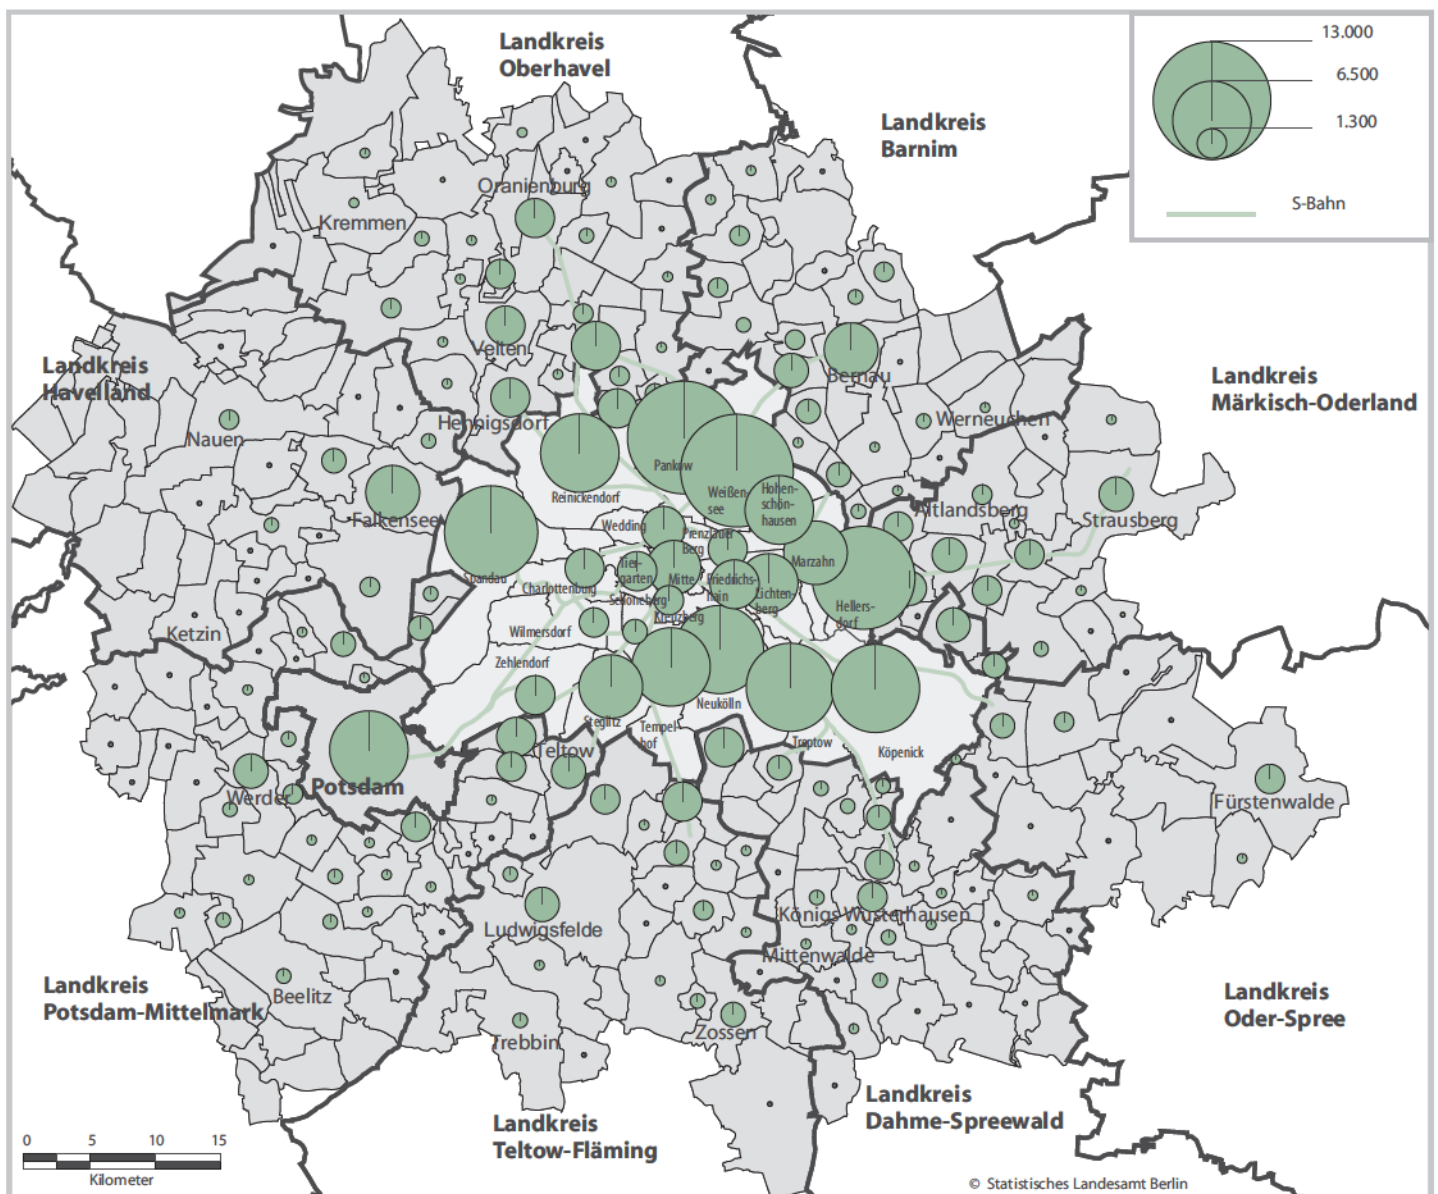 Landkreis
Oberhavel
Landkreis
Barnim
13.000
6.500
1.300
S-Bahn
Oranienburg
Kremmen
Velten
Landkreis
Havelland
Bernau
Landkreis
Märkisch-Oderland
Hennigsdorf
Werneuchen
Nauen
Pankow
Reinickendorf
Weißen-
see
Hohen-
schön-
hausen
Falkensee
Altlandsberg
Strausberg
Wedding
Prenzlauer
Berg
Marzahn
Spandau
Tier-
garten
Mitte
Friedrichs-
hain
Charlottenburg
Lichten-
berg
Schöneberg
Kreuzberg
Hellers-
dorf
Ketzin
Wilmersdorf
Zehlendorf
Neukölln
Steglitz
Tempel-
hof
Treptow
Köpenick
Teltow
Potsdam
Werder
Fürstenwalde
Ludwigsfelde
Königs Wusterhausen
Mittenwalde
Landkreis
Potsdam-Mittelmark
Beelitz
Landkreis
Oder-Spree
Trebbin
Zossen
Landkreis
Dahme-Spreewald
Landkreis
Teltow-Fläming
0 5 10 15
Kilometer
© Statistisches Landesamt Berlin